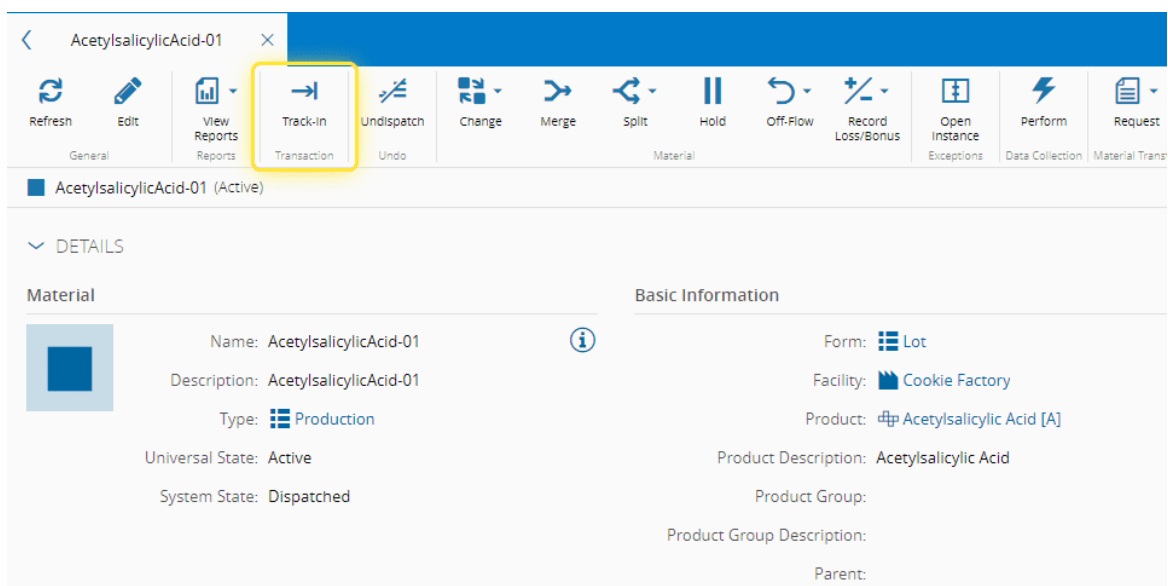 AcetylsalicylicAcid-01
Refresh Edit View Reports Track-In Undispatch Change Merge Split Hold Off-Flow Record Loss/Bonus Open Instance Perform Request
General Reports Transaction Undo Material Exceptions Data Collection Material
AcetylsalicylicAcid-01 (Active)
DETAILS
Material Basic Information
Name: AcetylsalicylicAcid-01 Form: Lot
Description: AcetylsalicylicAcid-01 Facility: Cookie Factory
Type: Production Product: Acetylsalicylic Acid [A]
Universal State: Active Product Description: Acetylsalicylic Acid
System State: Dispatched Product Group:
Product Group Description:
Parent: